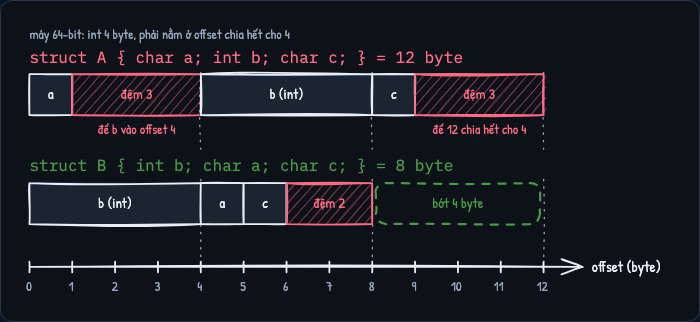 máy 64-bit: int 4 byte, phải nằm ở offset chia hết cho 4
struct A { char a; int b; char c; } = 12 byte
a đệm 3 b (int) c đệm 3
để b vào offset 4 để 12 chia hết cho 4
struct B { int b; char a; char c; } = 8 byte
b (int) a c đệm 2 bớt 4 byte
offset (byte)
0 1 2 3 4 5 6 7 8 9 10 11 12